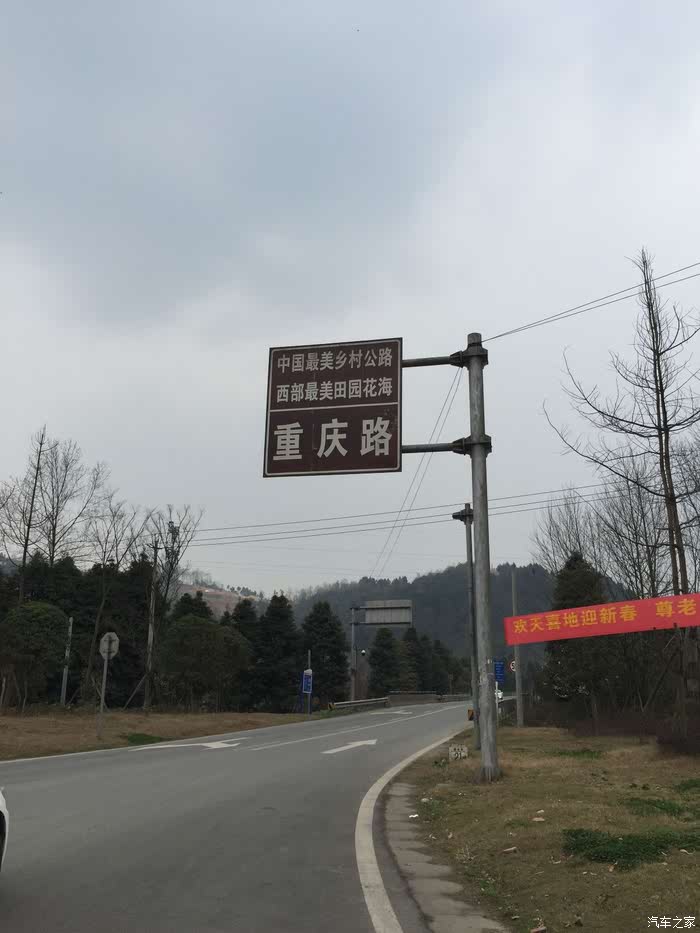 中国最美乡村公路
西部最美田园花海
重庆路
欢天喜地迎新春 尊老
汽车之家